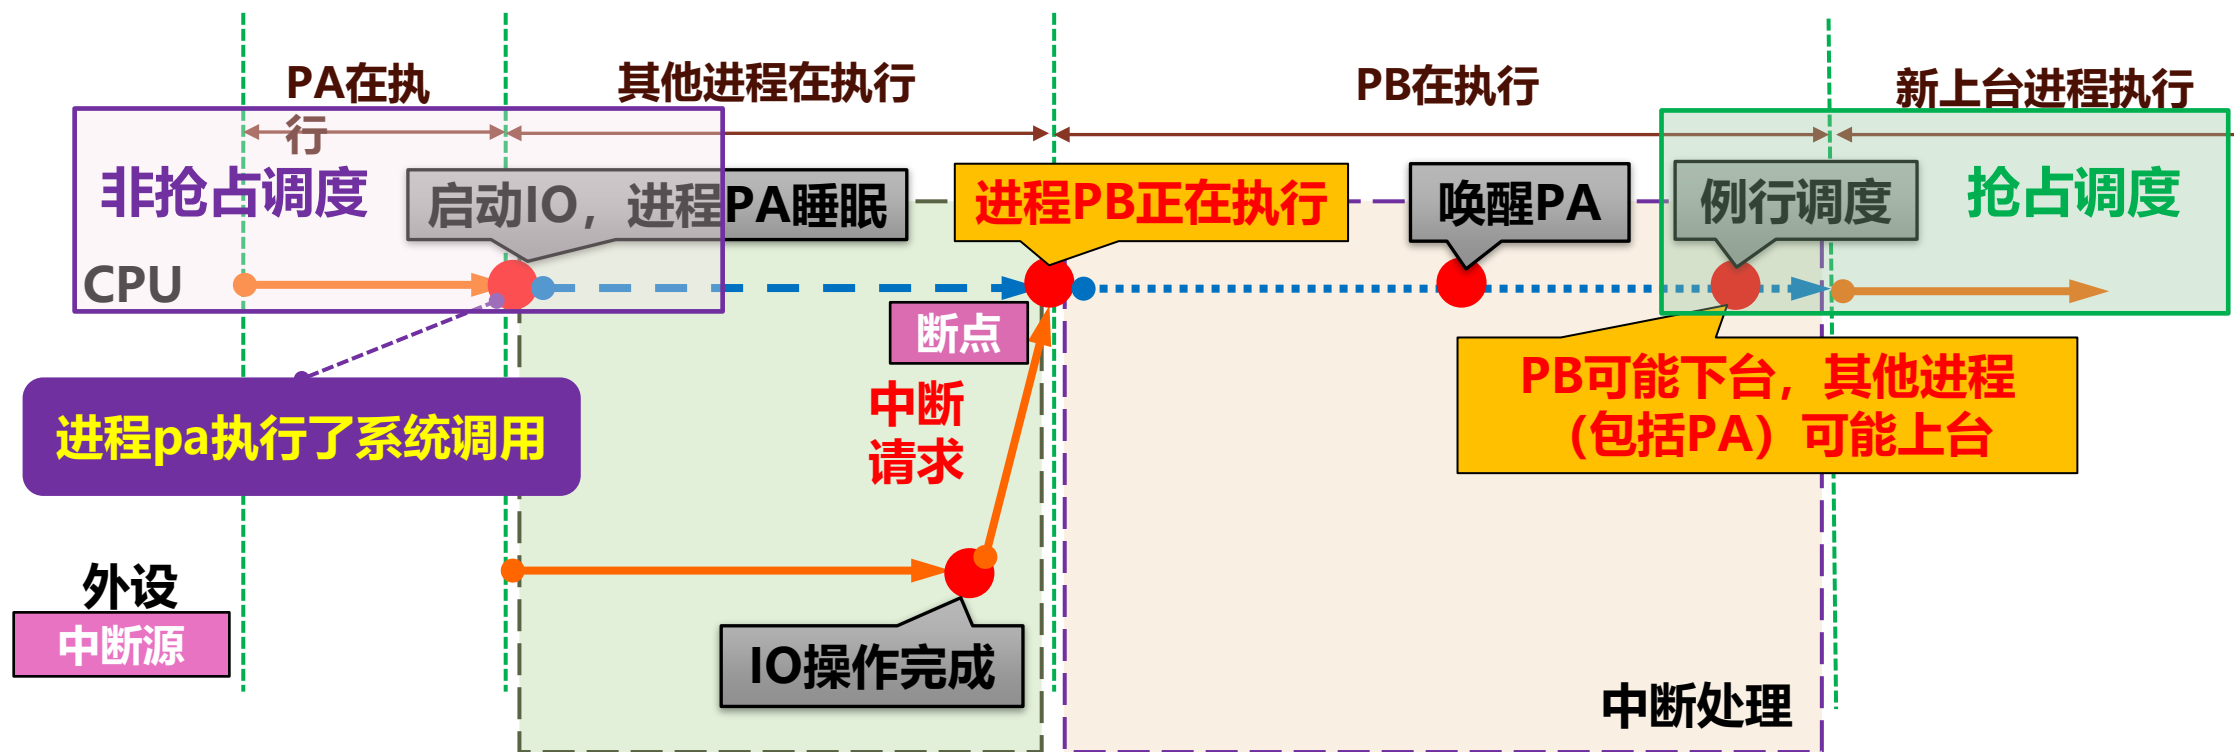 PA在执
行
其他进程在执行
PB在执行
新上台进程执行
非抢占调度
启动IO，进程PA睡眠
进程PB正在执行
唤醒PA
例行调度
抢占调度
CPU
断点
PB可能下台，其他进程
（包括PA）可能上台
中断
请求
进程pa执行了系统调用
外设
中断源
IO操作完成
中断处理